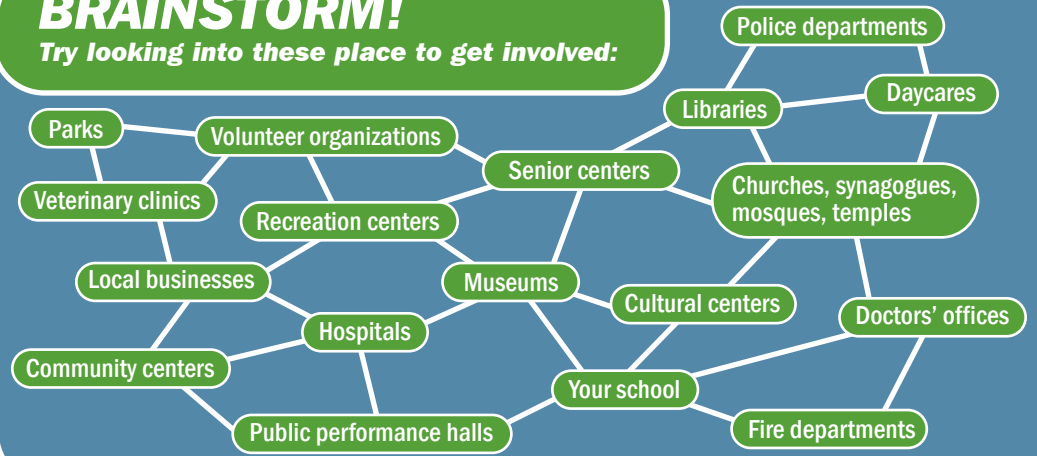 BRAINSTORM!
Try looking into these place to get involved:
Police departments
Daycares
Libraries
Parks
Volunteer organizations
Senior centers
Veterinary clinics
Churches, synagogues,
mosques, temples
Recreation centers
Local businesses
Museums
Cultural centers
Doctors’ offices
Hospitals
Community centers
Your school
Public performance halls
Fire departments